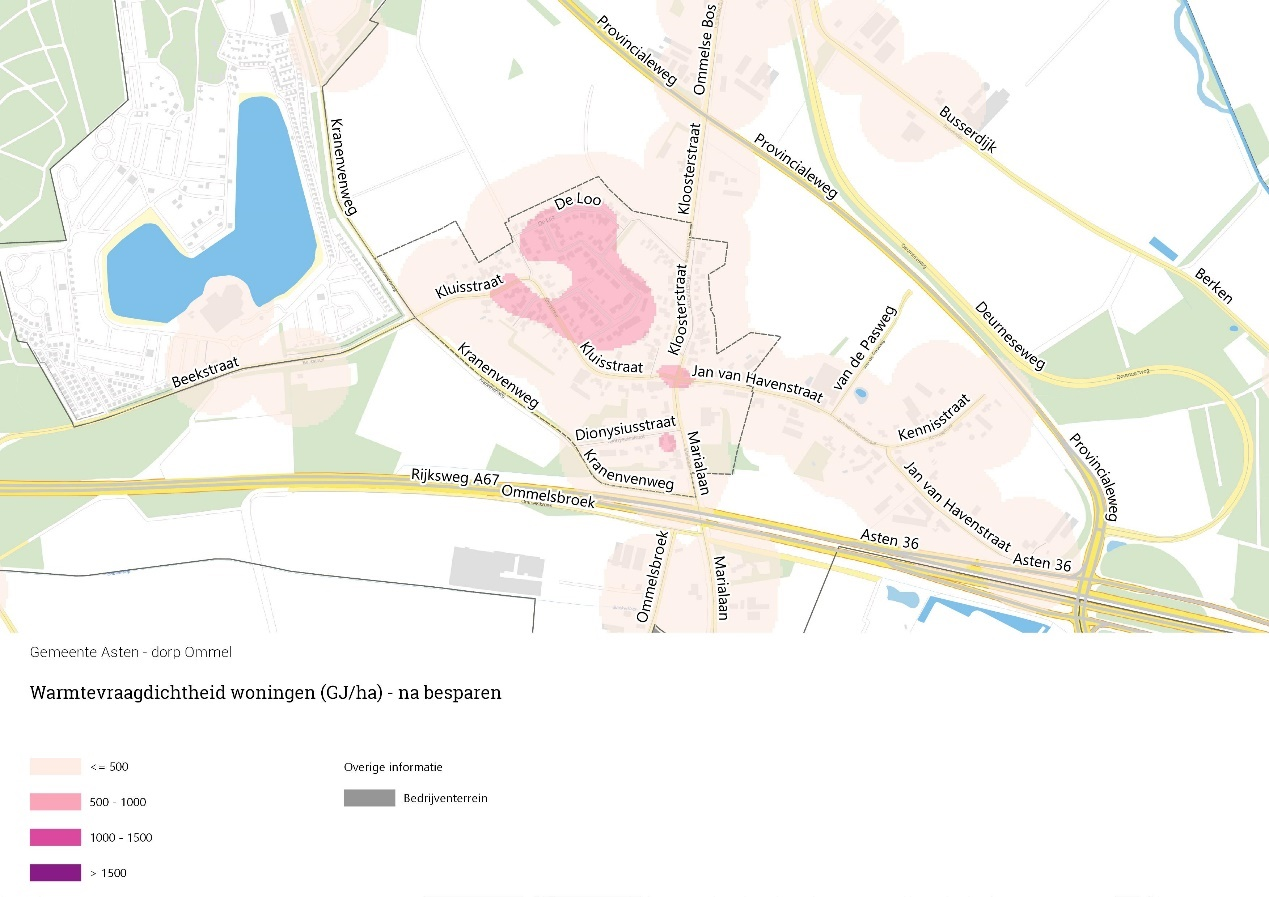 Provincialeweg
Ommelse Bos
Kranenvenweg
Kloosterstraat
Provincialeweg
Busserdijk
De Loo
Kluisstraat
Kloosterstraat
Berken
Deurneseweg
van de Pasweg
Kluisstraat
Jan van Havenstraat
Beekstraat
Kranenvenweg
Kennisstraat
Dionysiusstraat
Marialaan
Provincialeweg
Kranenvenweg
Jan van Havenstraat
Rijksweg A67
Ommelsbroek
Asten 36
Asten 36
Ommelsbroek
Marialaan
Gemeente Asten - dorp Ommel
Warmtevraagdichtheid woningen (GJ/ha) - na besparen
<= 500
Overige informatie
500 - 1000
Bedrijventerrein
1000 - 1500
> 1500